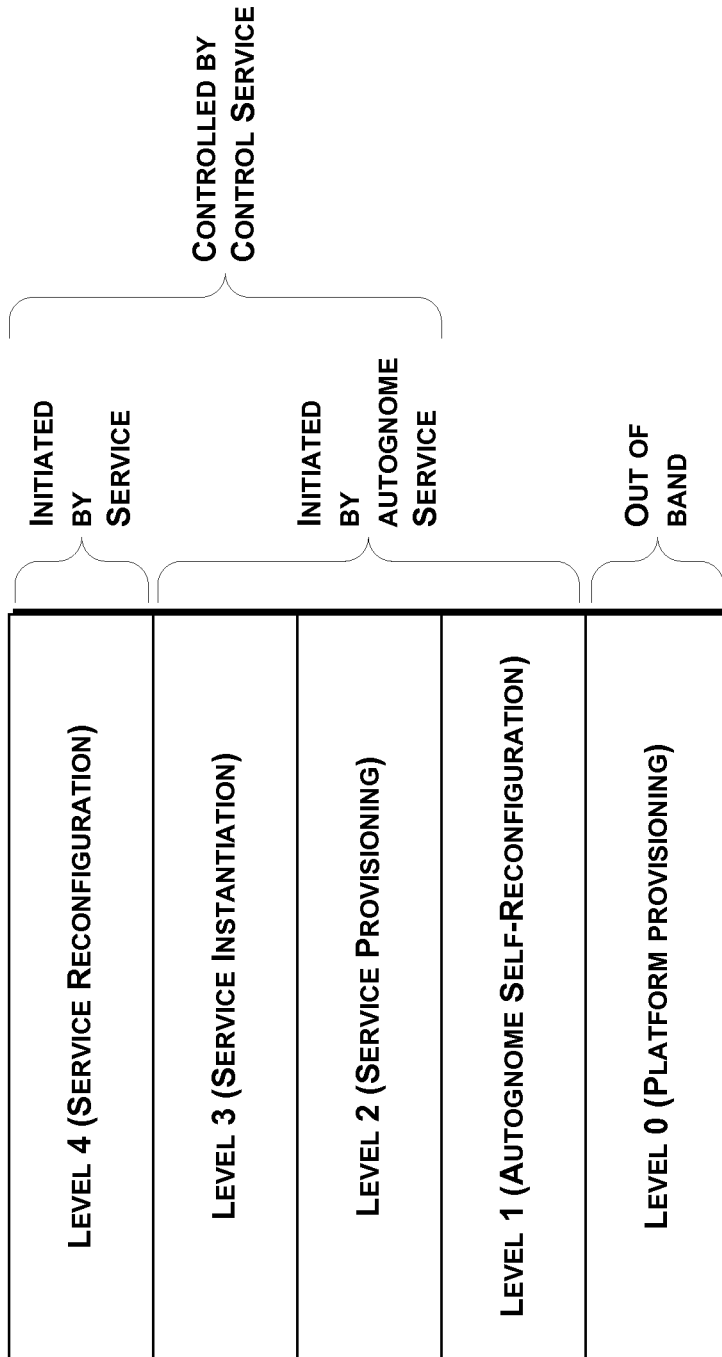 LEVEL 4 (SERVICE RECONFIGURATION)
LEVEL 3 (SERVICE INSTANTIATION)
LEVEL 2 (SERVICE PROVISIONING)
LEVEL 1 (AUTOGNOME SELF-RECONFIGURATION)
LEVEL 0 (PLATFORM PROVISIONING)
INITIATED
BY
SERVICE
INITIATED
BY
AUTOGNOME
SERVICE
OUT OF
BAND
CONTROLLED BY
CONTROL SERVICE